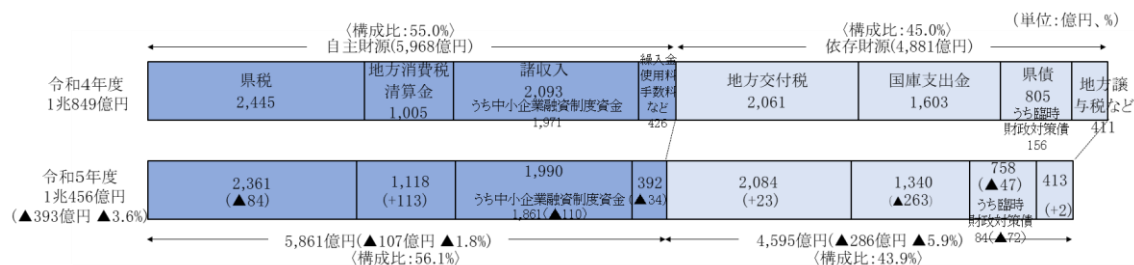 (単位:億円、%)
〈構成比:55.0%〉
自主財源(5,968億円)
〈構成比:45.0%〉
依存財源(4,881億円)
令和4年度
1兆849億円
県税
2,445
地方消費税
清算金
1,005
諸収入
2,093
うち中小企業融資制度資金
1,971
繰入金
使用料
手数料
など
426
地方交付税
2,061
国庫支出金
1,603
県債
805
うち臨時
財政対策債
156
地方譲
与税など
411
令和5年度
1兆456億円
(▲393億円 ▲3.6%)
2,361
(▲84)
1,118
(+113)
1,990
うち中小企業融資制度資金
1,861(▲110)
392
(▲34)
2,084
(+23)
1,340
(▲263)
758
(▲47)
うち臨時
財政対策債
84(▲72)
413
(+2)
5,861億円(▲107億円 ▲1.8%)
〈構成比:56.1%〉
4,595億円(▲286億円 ▲5.9%)
〈構成比:43.9%〉